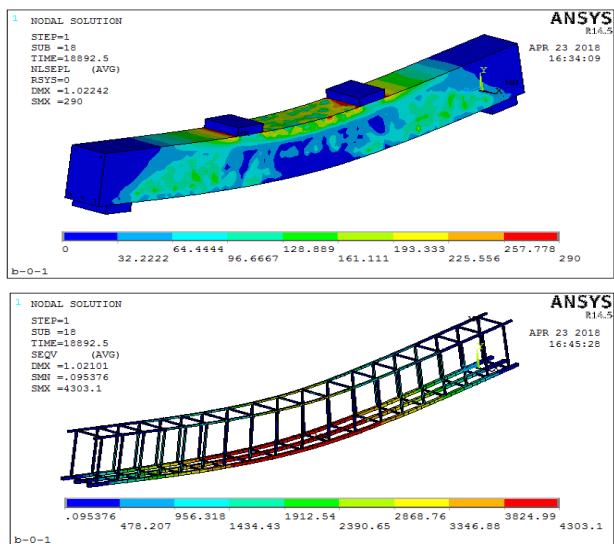 1 NODAL SOLUTION
ANSYS
R14.5
STEP=1
SUB =18
TIME=18892.5
NLSEPL (AVG)
RSYS=0
DMX =1.02242
SMX =290
APR 23 2018
16:34:09
Y
0 64.4444 128.889 193.333 257.778
32.2222 96.6667 161.111 225.556 290
b-0-1
1 NODAL SOLUTION
ANSYS
R14.5
STEP=1
SUB =18
TIME=18892.5
SEQV (AVG)
DMX =1.02101
SMN =.095376
SMX =4303.1
APR 23 2018
16:45:28
.095376 956.318 1912.54 2868.76 3824.99
478.207 1434.43 2390.65 3346.88 4303.1
b-0-1